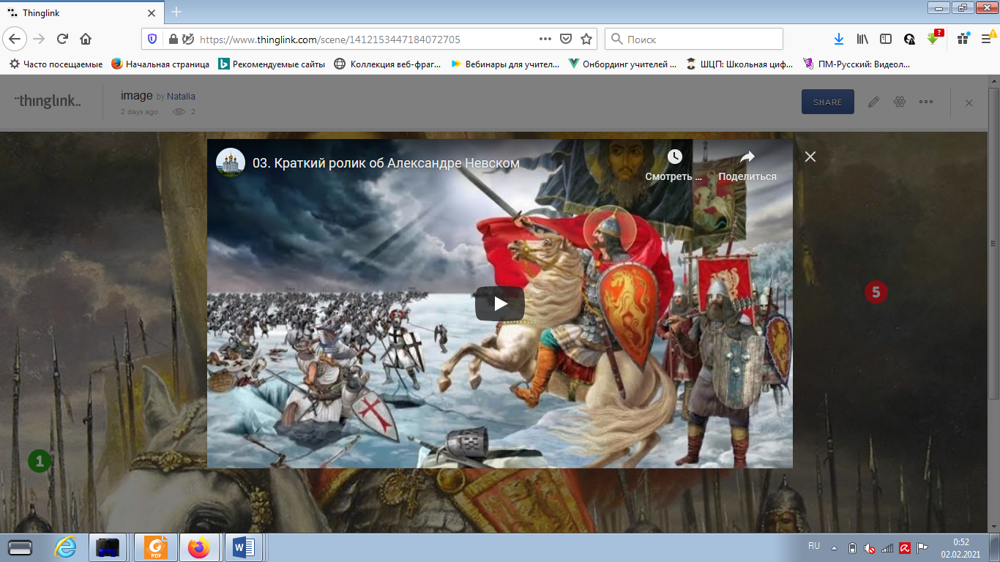 Thinglink
https://www.thinglink.com/scene/1412153447184072705
Поиск
?
Часто посещаемые
Начальная страница
Рекомендуемые сайты
Коллекция веб-фраг...
Вебинары для учител...
Онбординг учителей ...
ШЦП: Школьная циф...
ПМ-Русский: Видеол...
thinglink..
image by Natalia
2 days ago 2
SHARE
03. Краткий ролик об Александре Невском
Смотреть ...
Поделиться
5
1
PDF
RU
0:52
02.02.2021